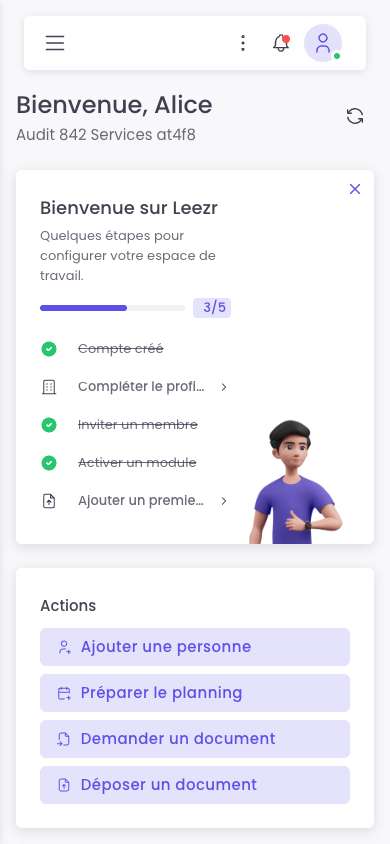 Bienvenue, Alice
Audit 842 Services at4f8
Bienvenue sur Leezr
Quelques étapes pour
configurer votre espace de
travail.
3/5
Compte créé
Compléter le profi...
Inviter un membre
Activer un module
Ajouter un premie...
Actions
Ajouter une personne
Préparer le planning
Demander un document
Déposer un document